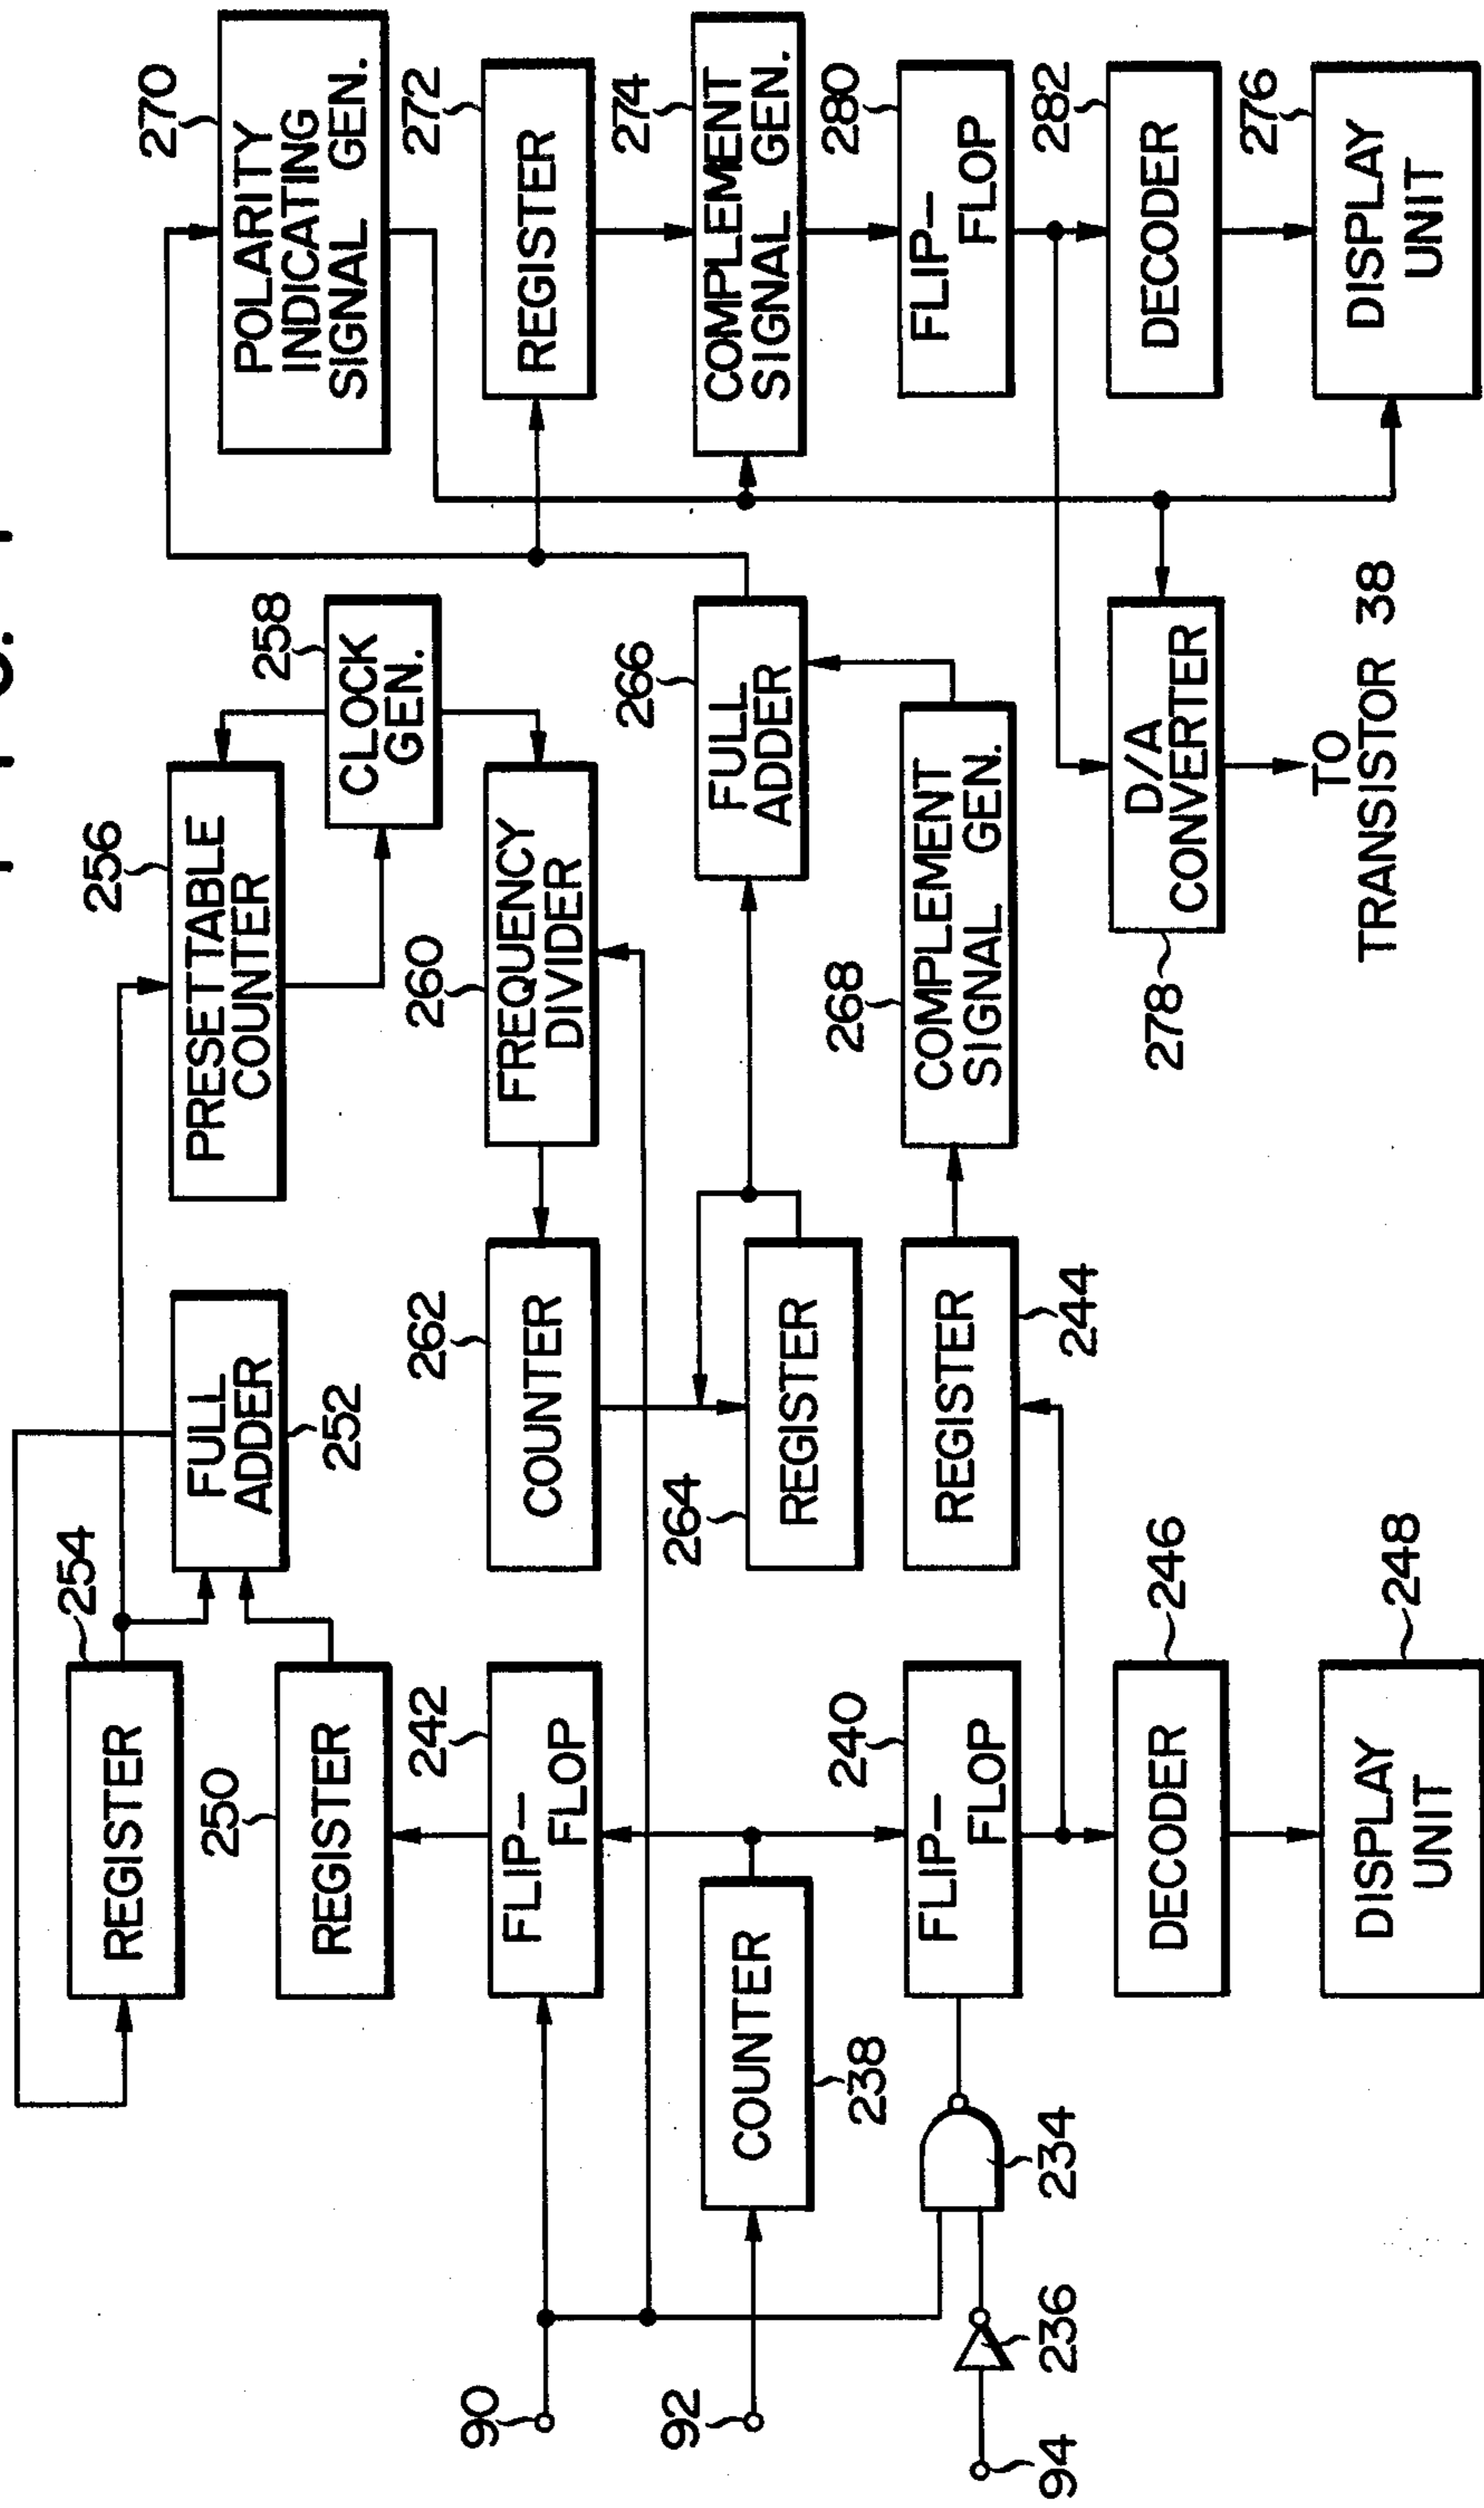 254
REGISTER
250
REGISTER
242
FLIP-
FLOP
90
92
COUNTER
238
94
236
234
240
FLIP-
FLOP
DECODER
246
DISPLAY
UNIT
248
FULL
ADDER
252
262
COUNTER
264
REGISTER
REGISTER
244
256
PRESETTABLE
COUNTER
258
CLOCK
GEN.
260
FREQUENCY
DIVIDER
266
FULL
ADDER
268
COMPLEMENT
SIGNAL GEN.
278
D/A
CONVERTER
TO
TRANSISTOR 38
270
POLARITY
INDICATING
SIGNAL GEN.
272
REGISTER
274
COMPLEMENT
SIGNAL GEN.
280
FLIP-
FLOP
282
DECODER
276
DISPLAY
UNIT